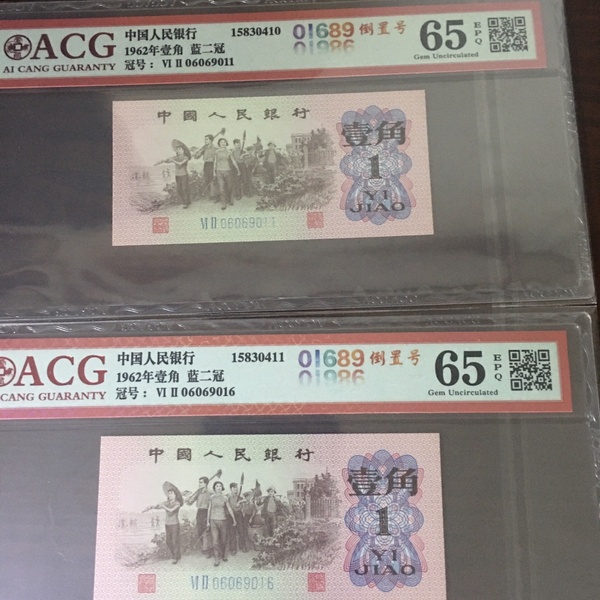 ACG
AI CANG GUARANTY
中国人民银行 15830410
1962年壹角 蓝二冠
冠号： VI II 06069011
01689 倒置号
65 EPQ
Gem Uncirculated
中國人民銀行
壹角
1
YI
JIAO
VI II 06069011
ACG
CANG GUARANTY
中国人民银行 15830411
1962年壹角 蓝二冠
冠号： VI II 06069016
01689 倒置号
65 EPQ
Gem Uncirculated
中國人民銀行
壹角
1
YI
JIAO
VI II 06069016